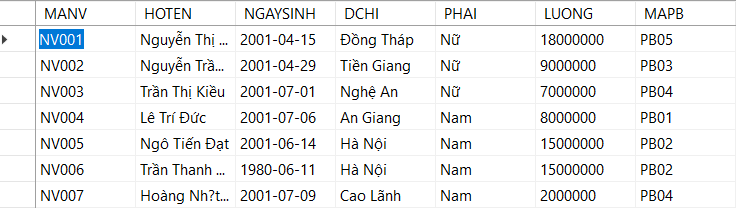 MANV HOTEN NGAYSINH DCHI PHAI LUONG MAPB
NV001 Nguyễn Thị ... 2001-04-15 Đồng Tháp Nữ 18000000 PB05
NV002 Nguyễn Trầ... 2001-04-29 Tiền Giang Nữ 9000000 PB03
NV003 Trần Thị Kiều 2001-07-01 Nghệ An Nữ 7000000 PB04
NV004 Lê Trí Đức 2001-07-06 An Giang Nam 8000000 PB01
NV005 Ngô Tiến Đạt 2001-06-14 Hà Nội Nam 15000000 PB02
NV006 Trần Thanh ... 1980-06-11 Hà Nội Nam 15000000 PB02
NV007 Hoàng Nh?t... 2001-07-09 Cao Lãnh Nam 2000000 PB04